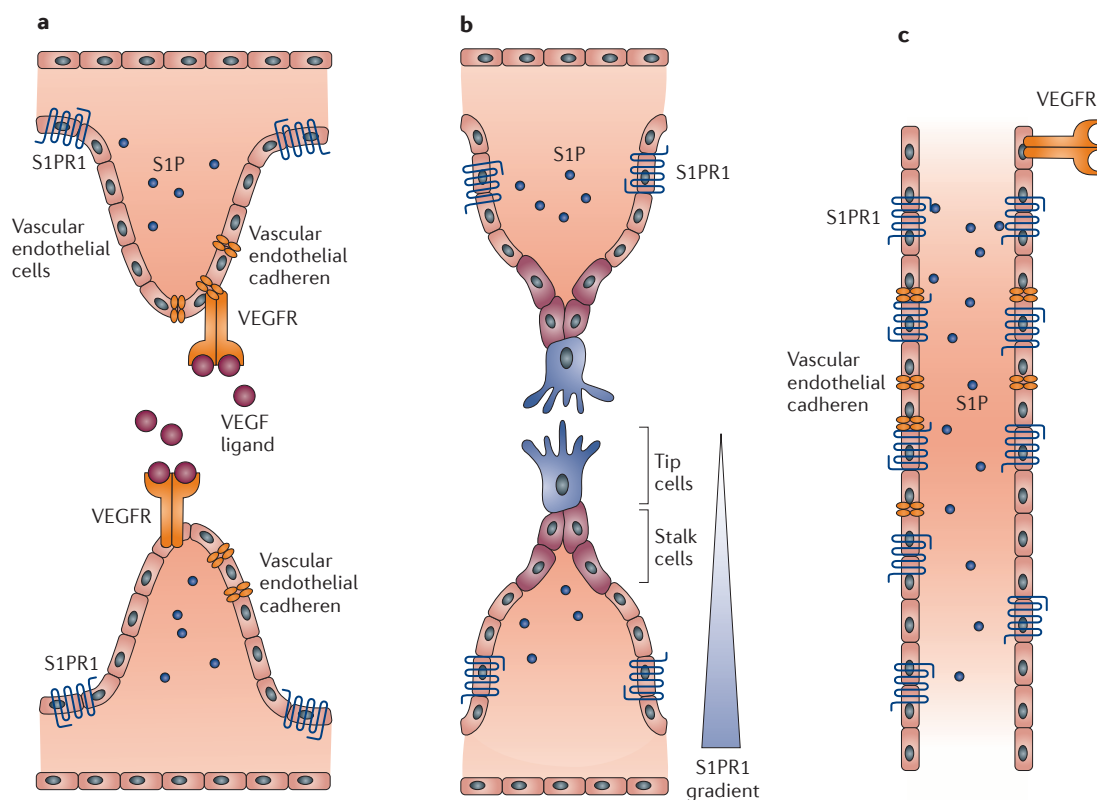 a
S1PR1
S1P
Vascular
endothelial
cells
Vascular
endothelial
cadheren
VEGFR
VEGF
ligand
VEGFR
Vascular
endothelial
cadheren
S1PR1
b
S1P
S1PR1
Tip
cells
Stalk
cells
S1PR1
gradient
c
VEGFR
S1PR1
Vascular
endothelial
cadheren
S1P